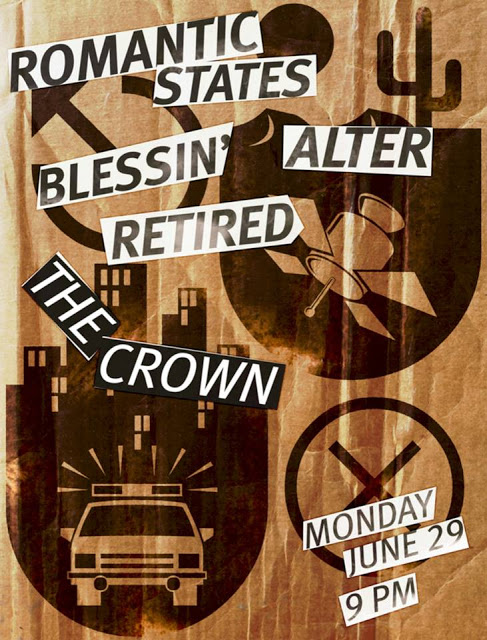 ROMANTIC
STATES
BLESSIN'
ALTER
RETIRED
THE
CROWN
MONDAY
JUNE 29
9 PM